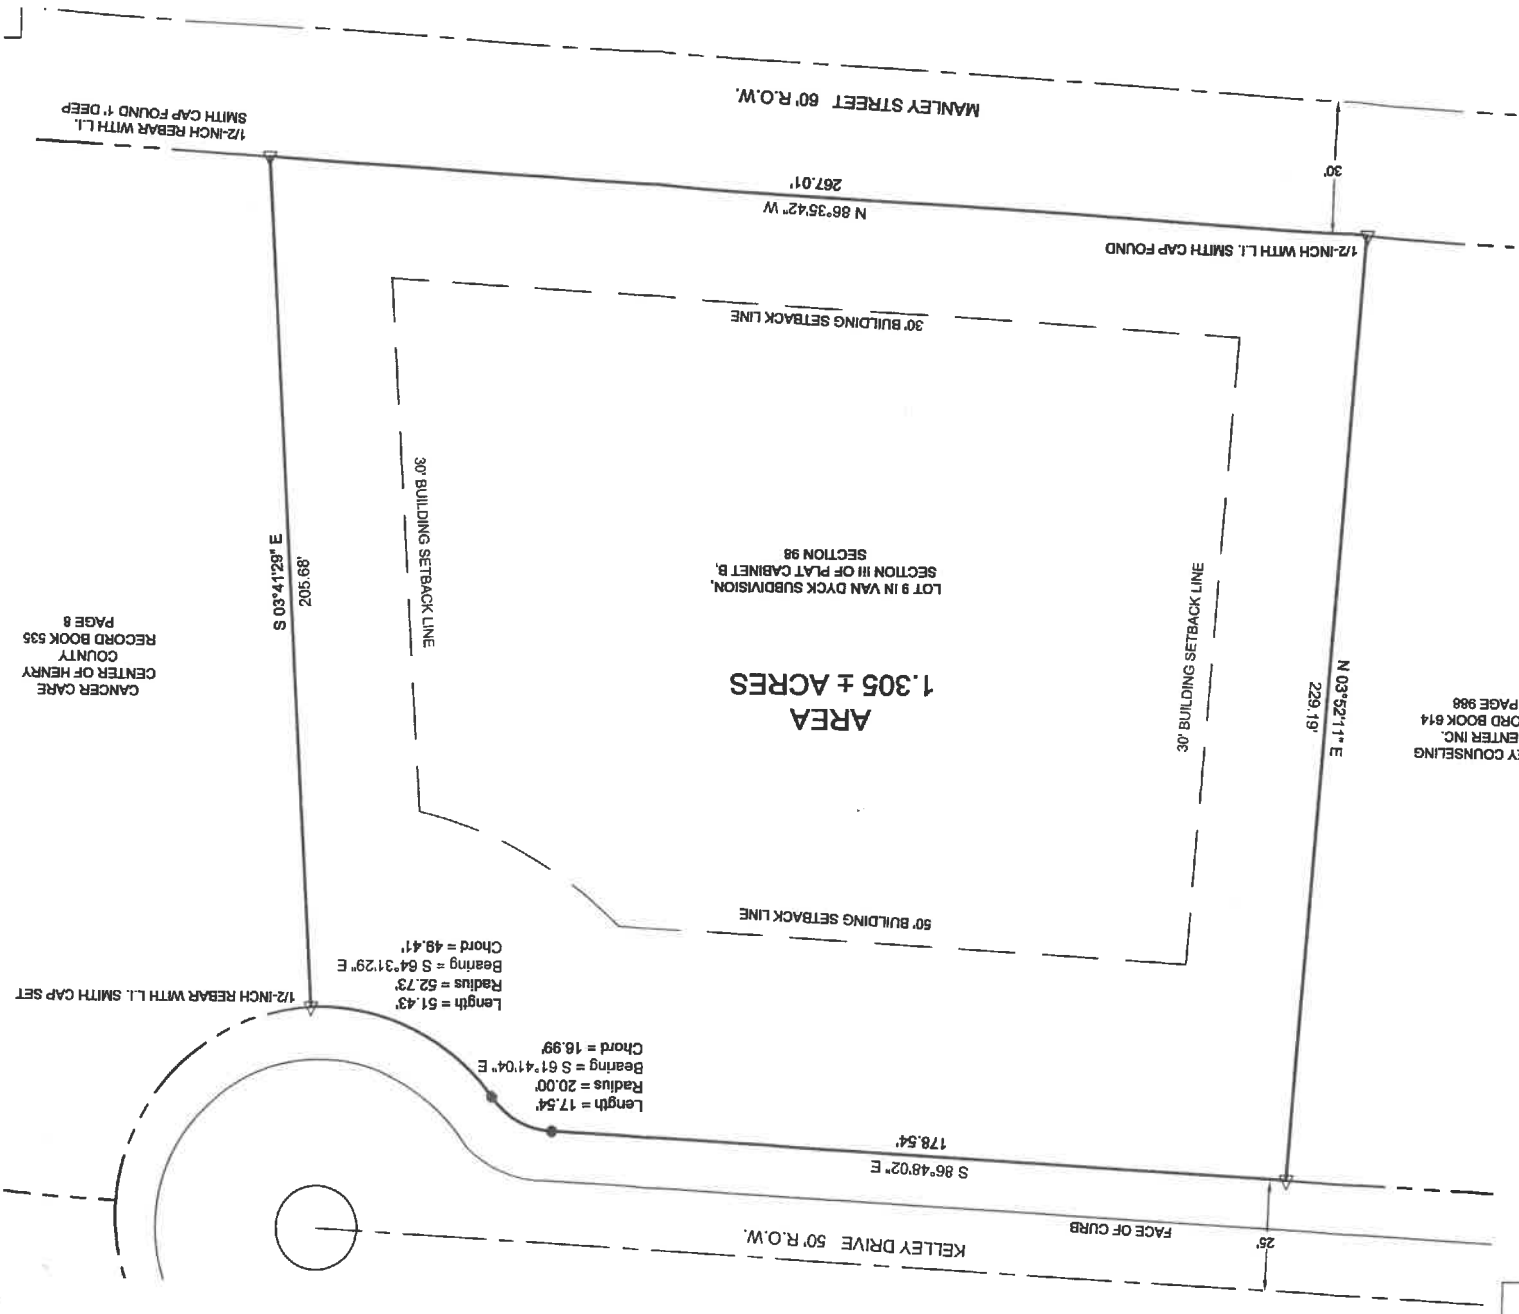 KELLEY DRIVE 50' R.O.W.
25'
FACE OF CURB
S 86°48'02" E
178.54'
Length = 17.54'
Radius = 20.00'
Bearing = S 61°41'04" E
Chord = 16.99'
Length = 51.43'
Radius = 52.73'
Bearing = S 64°31'29" E
Chord = 49.41'
1/2-INCH REBAR WITH L.I. SMITH CAP SET
50' BUILDING SETBACK LINE
EY COUNSELING
ENTER INC.
ORD BOOK 614
PAGE 988
N 03°52'11" E
229.19'
30' BUILDING SETBACK LINE
AREA
1.305 ± ACRES
LOT 9 IN VAN DYCK SUBDIVISION,
SECTION III OF PLAT CABINET B,
SECTION 98
30' BUILDING SETBACK LINE
S 03°41'29" E
205.68'
CANCER CARE
CENTER OF HENRY
COUNTY
RECORD BOOK 535
PAGE 8
30' BUILDING SETBACK LINE
1/2-INCH WITH L.I. SMITH CAP FOUND
N 86°35'42" W
267.01'
1/2-INCH REBAR WITH L.I.
SMITH CAP FOUND 1' DEEP
30'
MANLEY STREET 60' R.O.W.